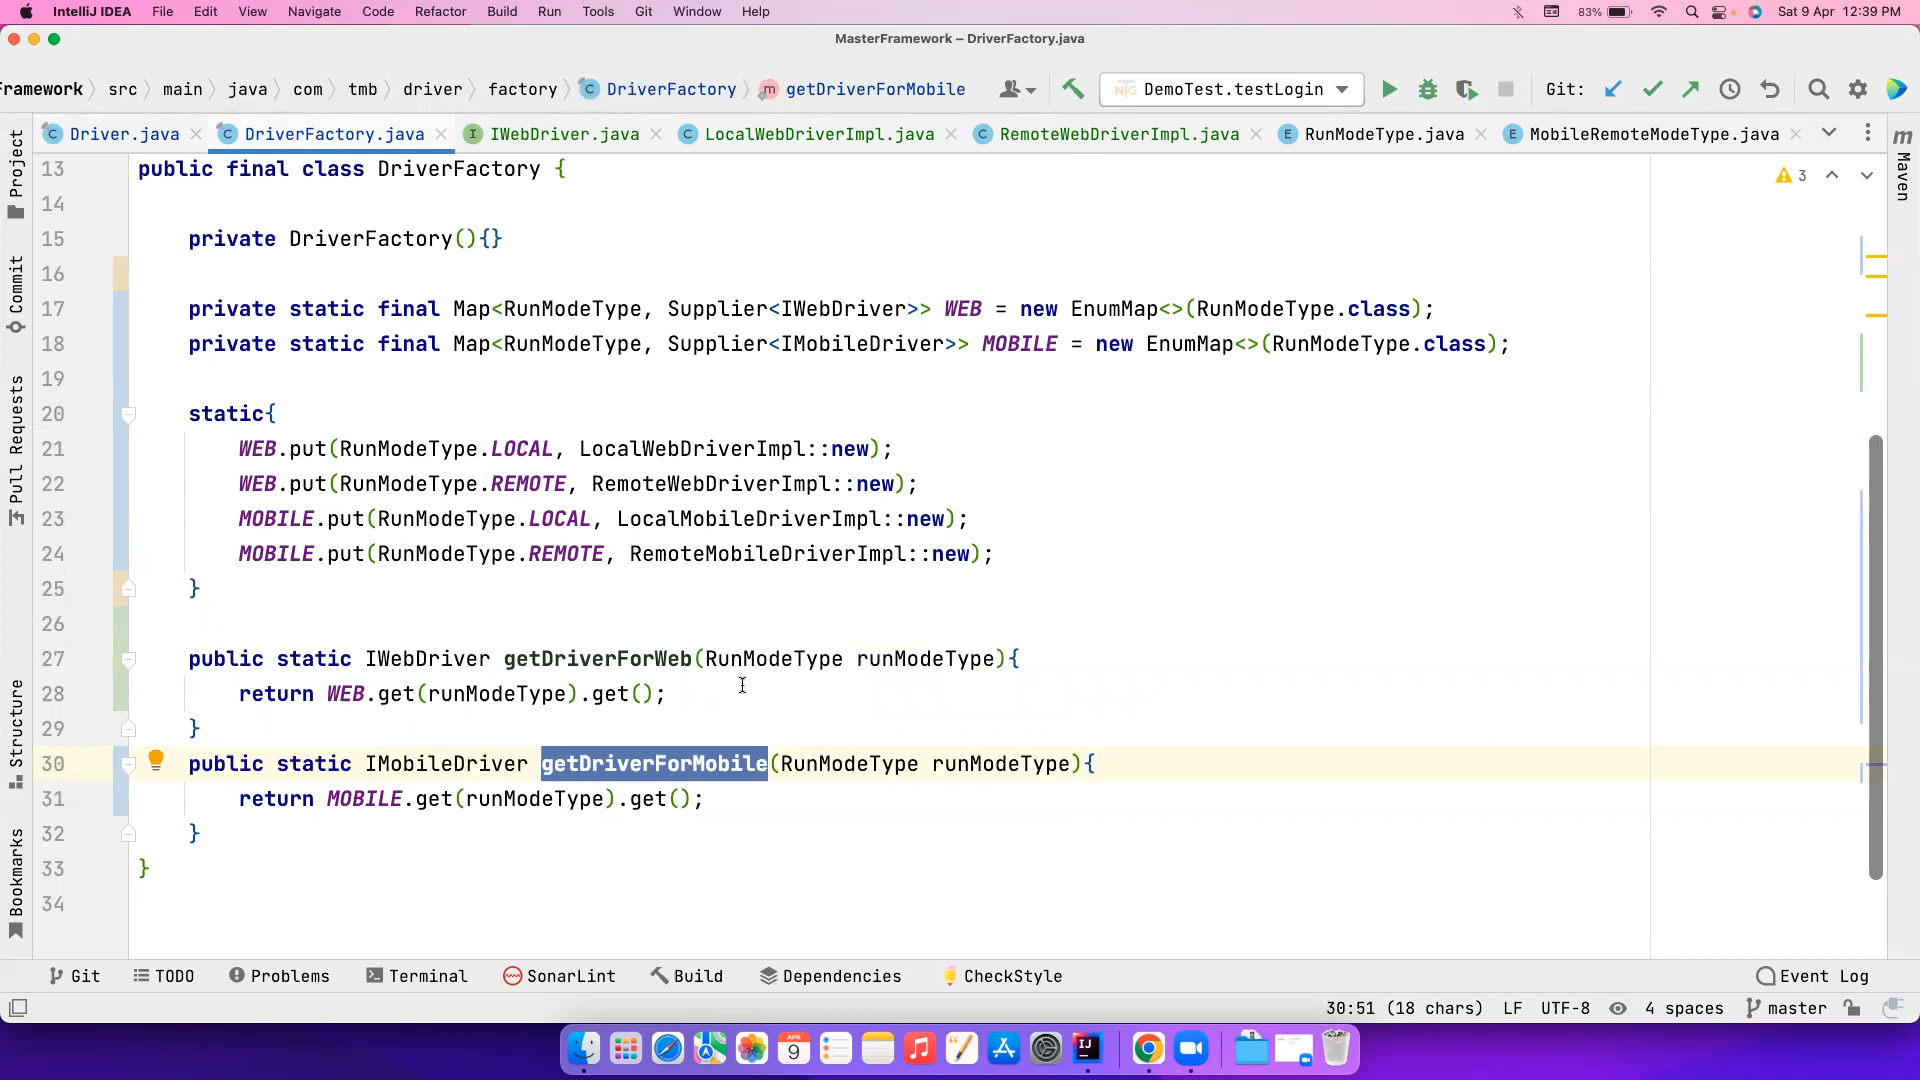 IntelliJ IDEA File Edit View Navigate Code Refactor Build Run Tools Git Window Help 83% Sat 9 Apr 12:39 PM
MasterFramework – DriverFactory.java
ramework src main java com tmb driver factory DriverFactory m getDriverForMobile DemoTest.testLogin Git:
C Driver.java C DriverFactory.java I IWebDriver.java C LocalWebDriverImpl.java C RemoteWebDriverImpl.java E RunModeType.java E MobileRemoteModeType.java
Project
Commit
Pull Requests
Structure
Bookmarks
m Maven
3
13 public final class DriverFactory {
14
15 private DriverFactory(){}
16
17 private static final Map<RunModeType, Supplier<IWebDriver>> WEB = new EnumMap<>(RunModeType.class);
18 private static final Map<RunModeType, Supplier<IMobileDriver>> MOBILE = new EnumMap<>(RunModeType.class);
19
20 static{
21 WEB.put(RunModeType.LOCAL, LocalWebDriverImpl::new);
22 WEB.put(RunModeType.REMOTE, RemoteWebDriverImpl::new);
23 MOBILE.put(RunModeType.LOCAL, LocalMobileDriverImpl::new);
24 MOBILE.put(RunModeType.REMOTE, RemoteMobileDriverImpl::new);
25 }
26
27 public static IWebDriver getDriverForWeb(RunModeType runModeType){
28 return WEB.get(runModeType).get();
29 }
30 public static IMobileDriver getDriverForMobile(RunModeType runModeType){
31 return MOBILE.get(runModeType).get();
32 }
33 }
34
Git TODO Problems Terminal SonarLint Build Dependencies CheckStyle Event Log
30:51 (18 chars) LF UTF-8 4 spaces master
APR
9
IJ